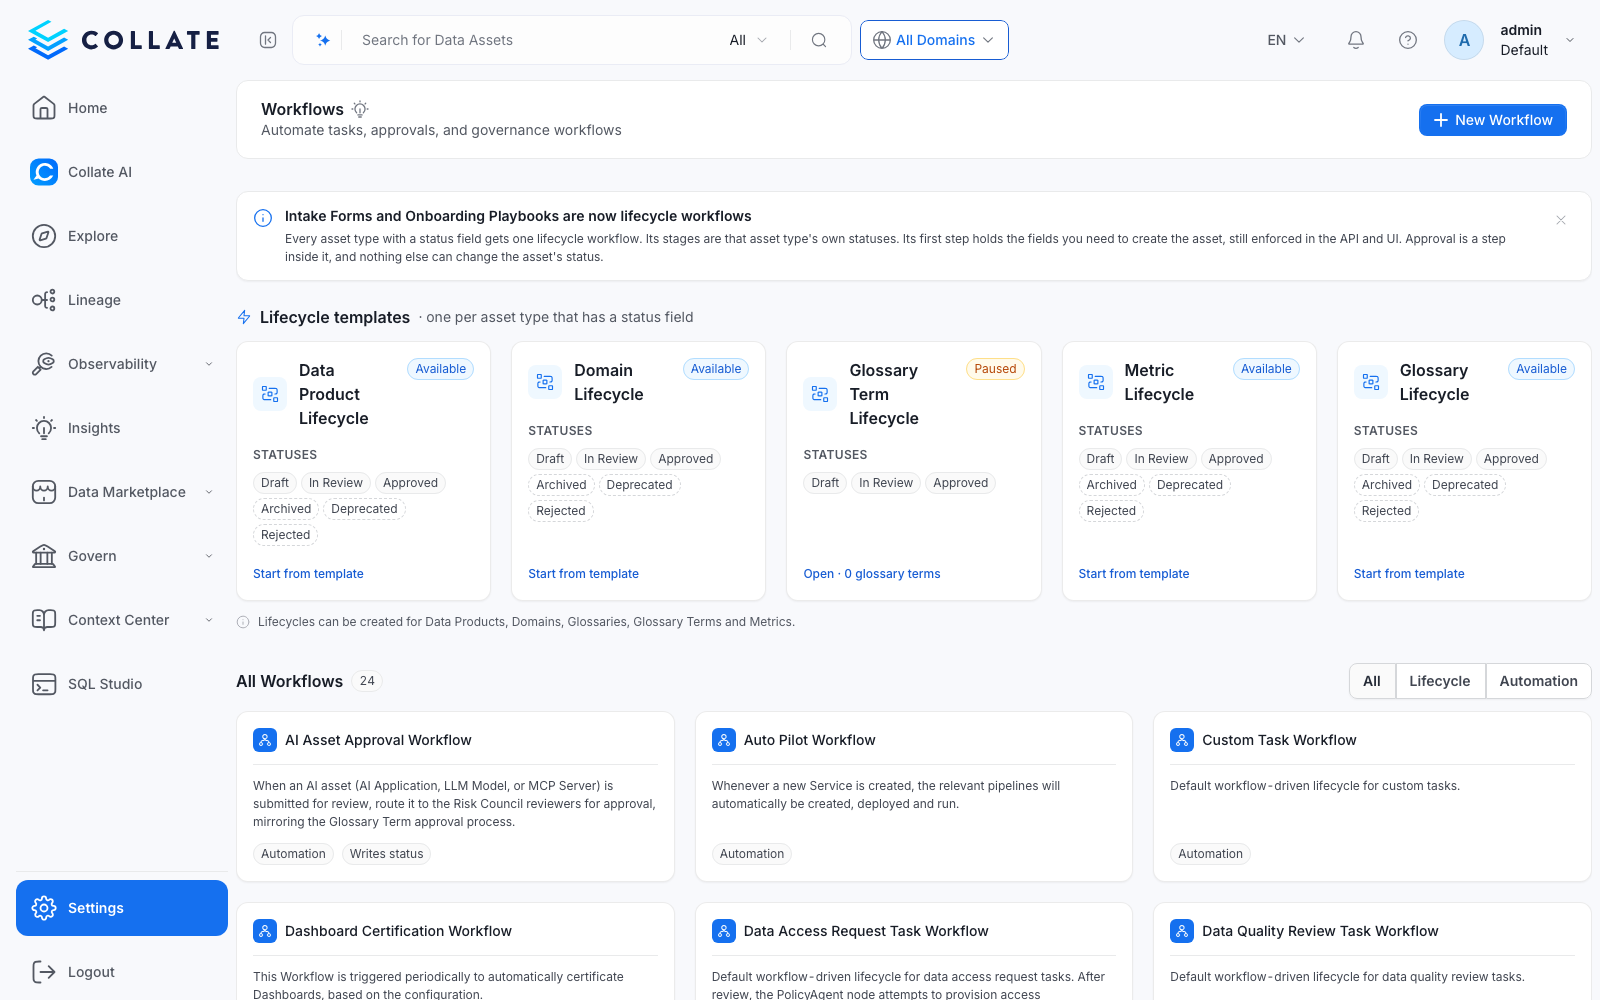 COLLATE
Search for Data Assets
All
All Domains
EN
A
admin
Default
Home
Collate AI
Explore
Lineage
Observability
Insights
Data Marketplace
Govern
Context Center
SQL Studio
Settings
Logout
Workflows
Automate tasks, approvals, and governance workflows
New Workflow
Intake Forms and Onboarding Playbooks are now lifecycle workflows
Every asset type with a status field gets one lifecycle workflow. Its stages are that asset type's own statuses. Its first step holds the fields you need to create the asset, still enforced in the API and UI. Approval is a step
inside it, and nothing else can change the asset's status.
Lifecycle templates · one per asset type that has a status field
Data
Product
Lifecycle
Available
STATUSES
Draft
In Review
Approved
Archived
Deprecated
Rejected
Start from template
Domain
Lifecycle
Available
STATUSES
Draft
In Review
Approved
Archived
Deprecated
Rejected
Start from template
Glossary
Term
Lifecycle
Paused
STATUSES
Draft
In Review
Approved
Open · 0 glossary terms
Metric
Lifecycle
Available
STATUSES
Draft
In Review
Approved
Archived
Deprecated
Rejected
Start from template
Glossary
Lifecycle
Available
STATUSES
Draft
In Review
Approved
Archived
Deprecated
Rejected
Start from template
Lifecycles can be created for Data Products, Domains, Glossaries, Glossary Terms and Metrics.
All Workflows 24
All
Lifecycle
Automation
AI Asset Approval Workflow
When an AI asset (AI Application, LLM Model, or MCP Server) is
submitted for review, route it to the Risk Council reviewers for approval,
mirroring the Glossary Term approval process.
Automation
Writes status
Auto Pilot Workflow
Whenever a new Service is created, the relevant pipelines will
automatically be created, deployed and run.
Automation
Custom Task Workflow
Default workflow-driven lifecycle for custom tasks.
Automation
Dashboard Certification Workflow
This Workflow is triggered periodically to automatically certificate
Dashboards, based on the configuration.
Data Access Request Task Workflow
Default workflow-driven lifecycle for data access request tasks. After
review, the PolicyAgent node attempts to provision access
Data Quality Review Task Workflow
Default workflow-driven lifecycle for data quality review tasks.